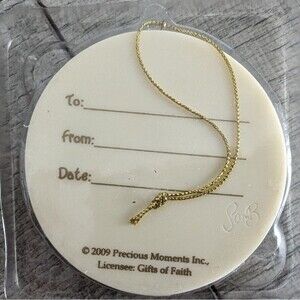 To:
From:
Date:
© 2009 Precious Moments Inc.,
Licensee: Gifts of Faith